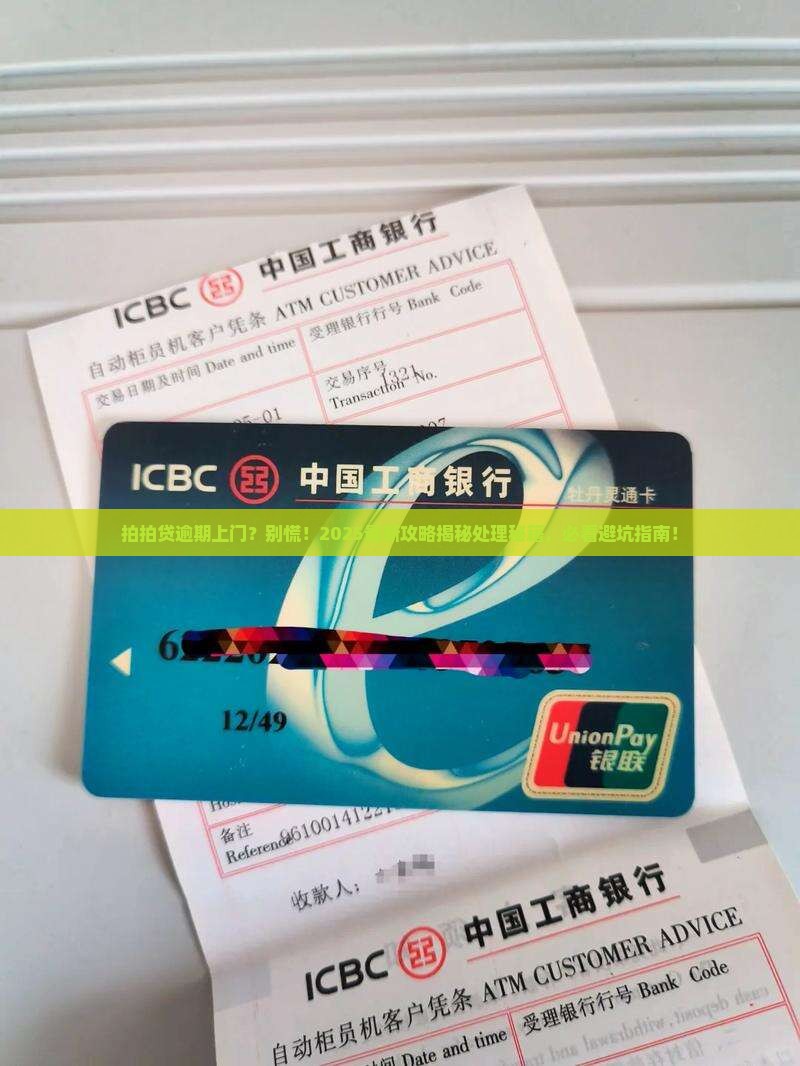 ICBC 中国工商银行
自动柜员机客户凭条 ATM CUSTOMER ADVICE
交易日期及时间 Date and time
受理银行行号 Bank Code
交易序号
1321
Transaction No.
ICBC 中国工商银行
牡丹灵通卡
拍拍贷逾期上门？别慌！2025 攻略揭秘处理 避坑指南！
12/49
UnionPay
银联
备注
Reference
收款人：
ICBC 中国工商银行
自动柜员机客户凭条 ATM CUSTOMER ADVICE
Date and time
受理银行行号 Bank Code